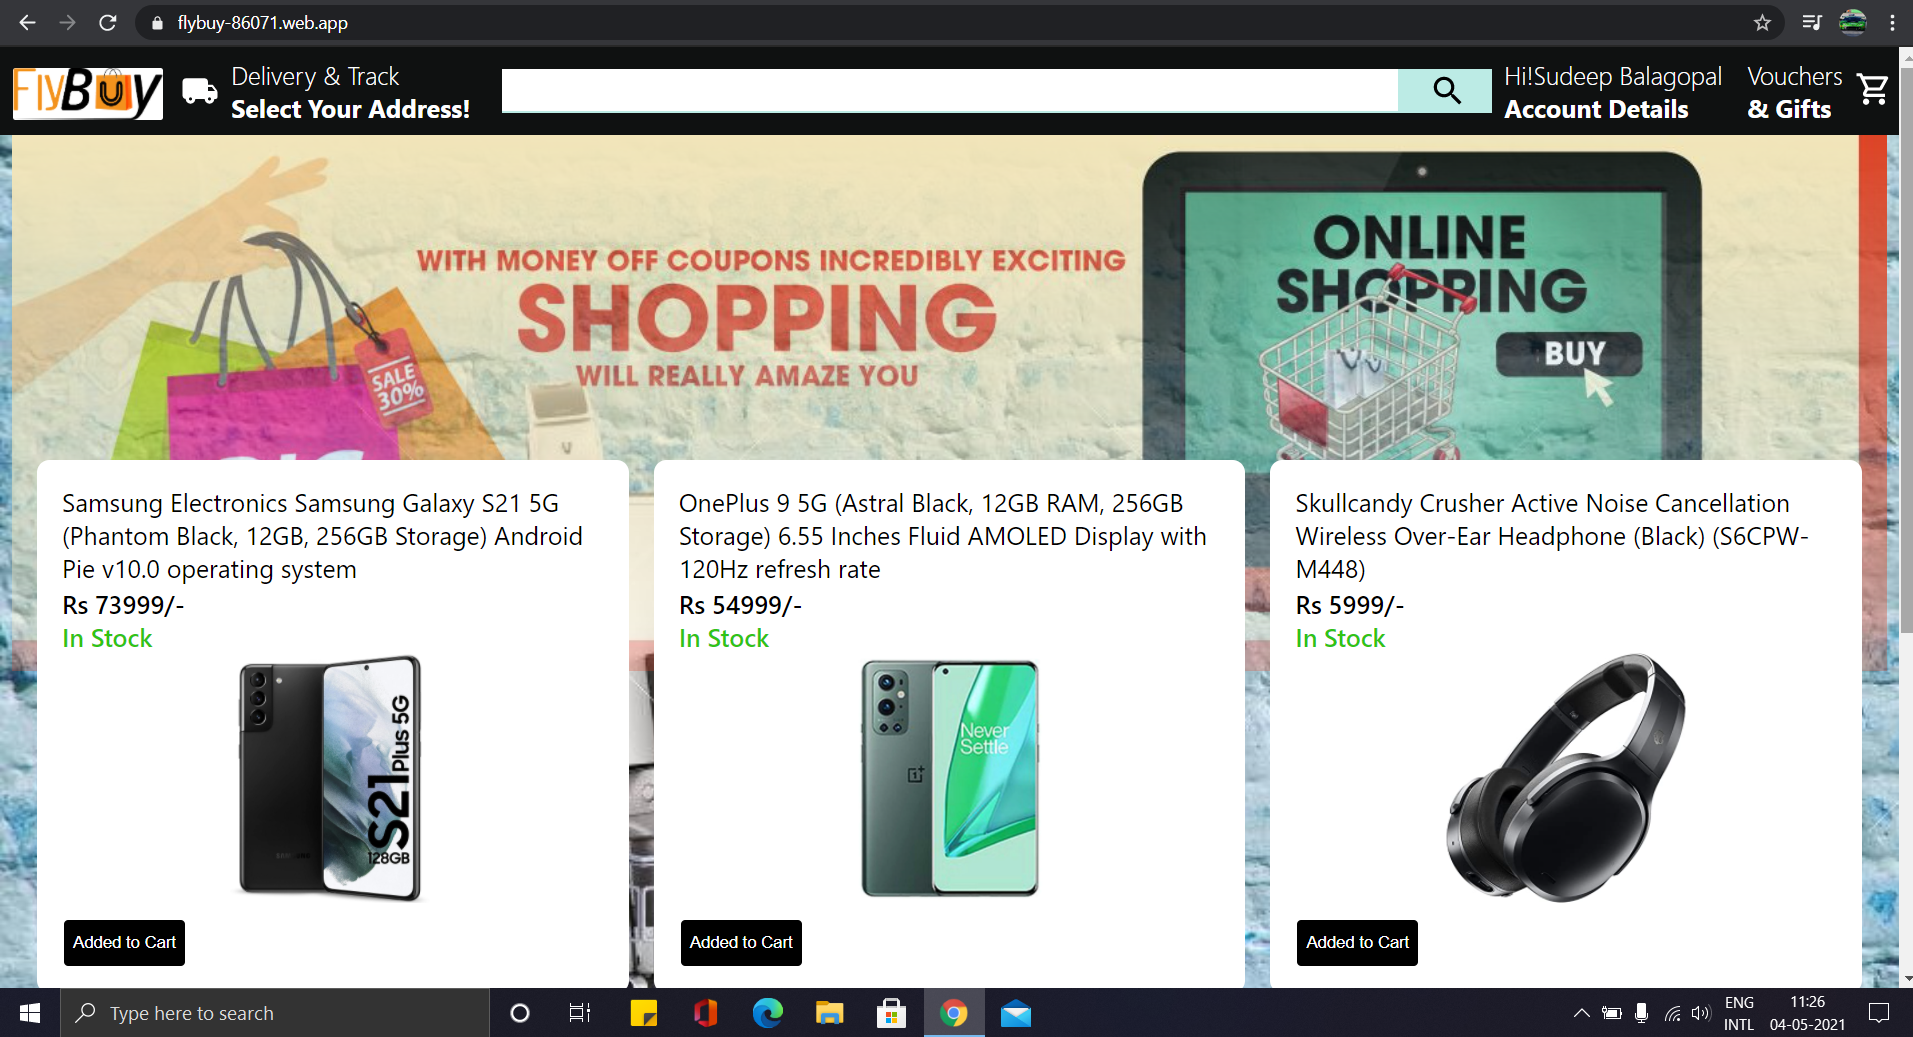 flybuy-86071.web.app
FlyBuy
Delivery & Track
Select Your Address!
Hi!Sudeep Balagopal
Account Details
Vouchers
& Gifts
WITH MONEY OFF COUPONS INCREDIBLY EXCITING
SHOPPING
WILL REALLY AMAZE YOU
SALE
30%
ONLINE
SHOPPING
BUY
Samsung Electronics Samsung Galaxy S21 5G
(Phantom Black, 12GB, 256GB Storage) Android
Pie v10.0 operating system
Rs 73999/-
In Stock
S21 Plus 5G
128GB
SAMSUNG
Added to Cart
OnePlus 9 5G (Astral Black, 12GB RAM, 256GB
Storage) 6.55 Inches Fluid AMOLED Display with
120Hz refresh rate
Rs 54999/-
In Stock
Never
Settle
Added to Cart
Skullcandy Crusher Active Noise Cancellation
Wireless Over-Ear Headphone (Black) (S6CPW-
M448)
Rs 5999/-
In Stock
Added to Cart
Type here to search
ENG
INTL
11:26
04-05-2021